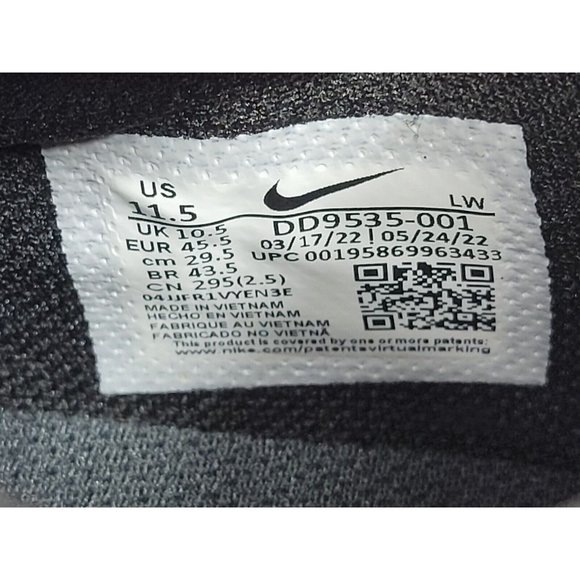 US LW
11.5 DD9535-001
UK 10.5 03/17/22 | 05/24/22
EUR 45.5 UPC 00195869963433
cm 29.5
BR 43.5
CN 295(2.5)
04JJFR1VYEN3E
MADE IN VIETNAM
HECHO EN VIETNAM
FABRIQUE AU VIETNAM
FABRICADO NO VIETNÃ
This product is covered by one or more patents:
www.nike.com/patentsvirtualmarking